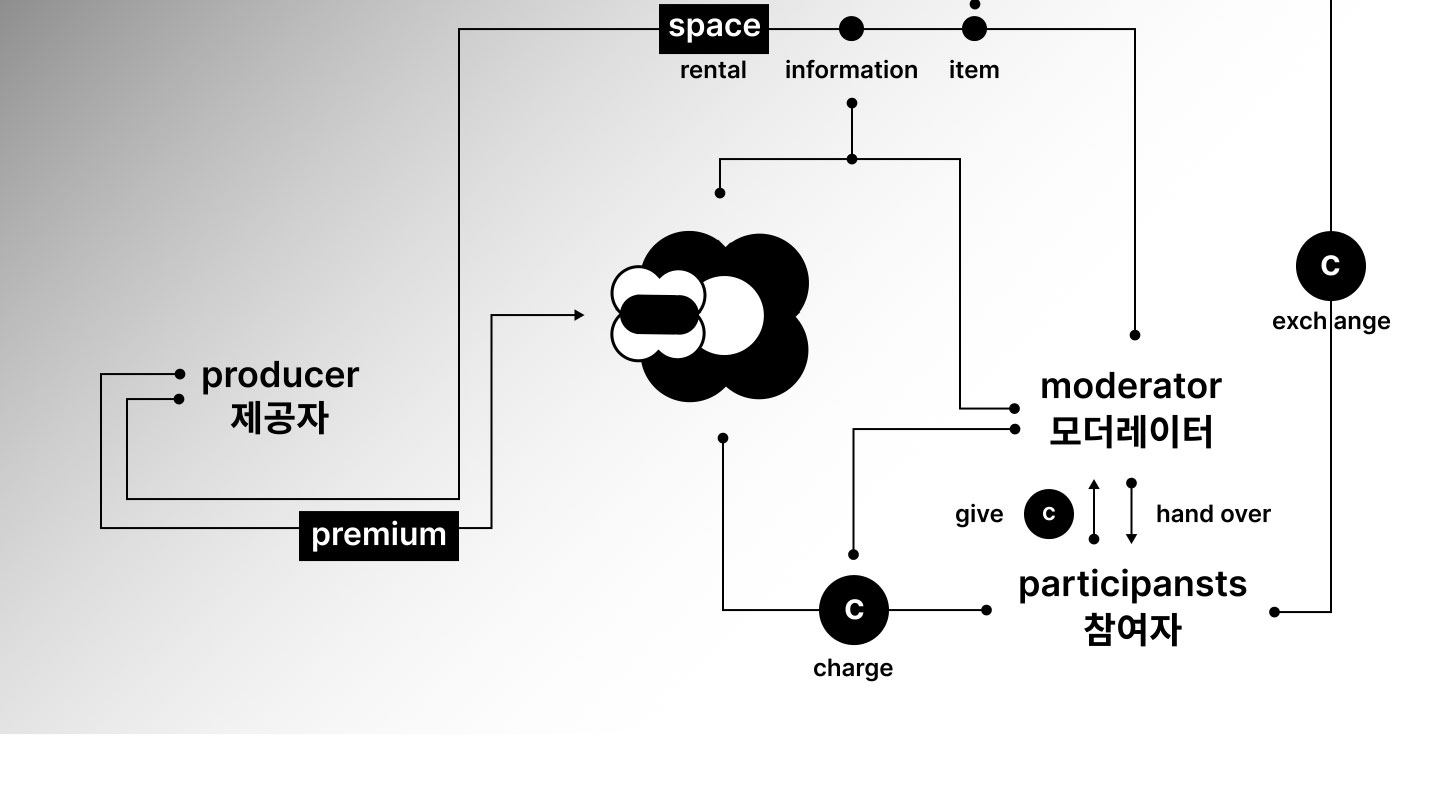 space
rental
information
item
C
exchange
producer
제공자
moderator
모더레이터
premium
give
C
hand over
participansts
참여자
C
charge